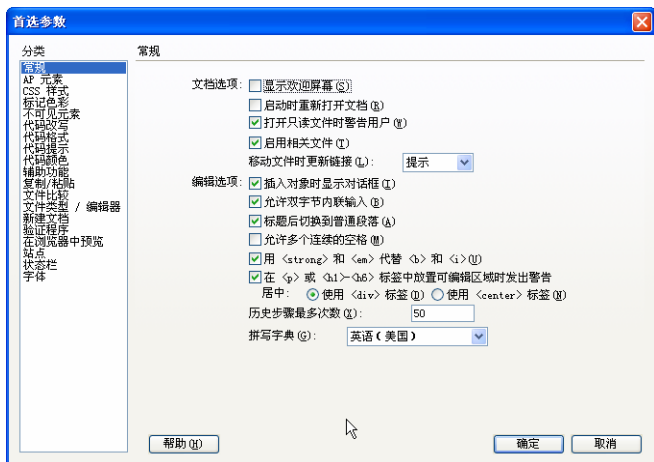 首选参数
分类
常规
AP 元素
CSS 样式
标记色彩
不可见元素
代码改写
代码格式
代码提示
代码颜色
辅助功能
复制/粘贴
文件比较
文件类型 / 编辑器
新建文档
验证程序
在浏览器中预览
站点
状态栏
字体
常规
文档选项: 显示欢迎屏幕(S)
启动时重新打开文档(R)
打开只读文件时警告用户(W)
启用相关文件(T)
移动文件时更新链接(L): 提示
编辑选项: 插入对象时显示对话框(I)
允许双字节内联输入(B)
标题后切换到普通段落(A)
允许多个连续的空格(M)
用 <strong> 和 <em> 代替 <b> 和 <i>(U)
在 <p> 或 <h1>-<h6> 标签中放置可编辑区域时发出警告
居中: 使用 <div> 标签(D) 使用 <center> 标签(N)
历史步骤最多次数(X): 50
拼写字典(G): 英语(美国)
帮助(H) 确定 取消